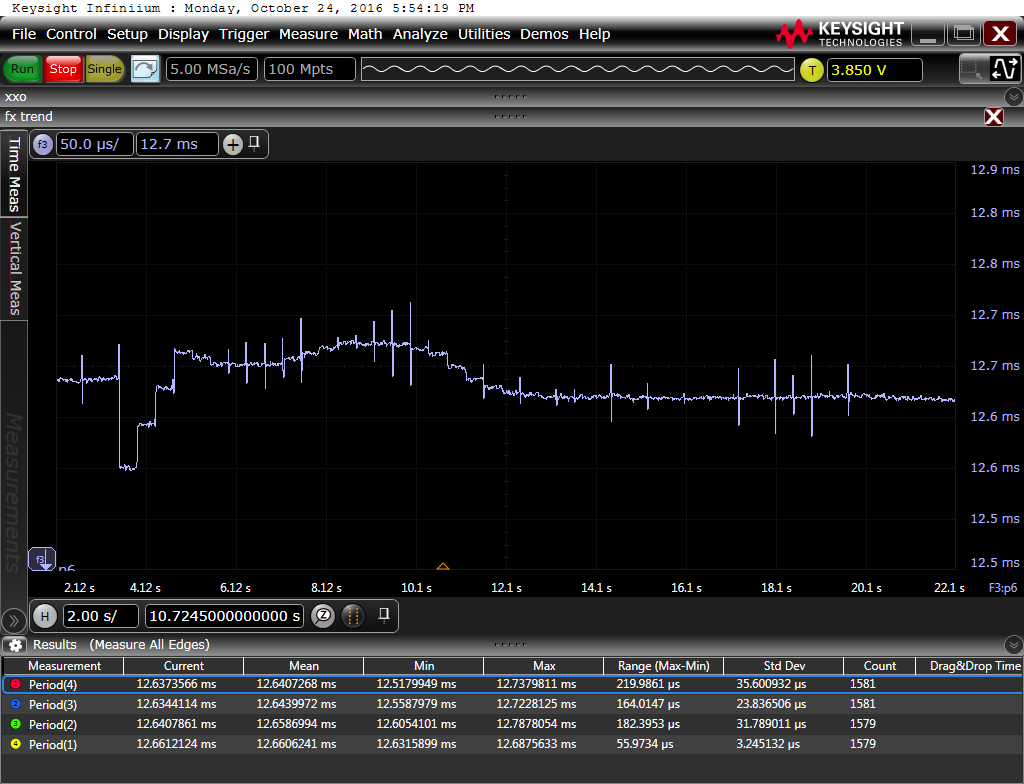 Keysight Infiniium : Monday, October 24, 2016 5:54:19 PM
File Control Setup Display Trigger Measure Math Analyze Utilities Demos Help
KEYSIGHT
TECHNOLOGIES
Run Stop Single 5.00 MSa/s 100 Mpts T 3.850 V
xxo
fx trend
Time Meas
Vertical Meas
Measurements
f3 50.0 µs/ 12.7 ms
12.9 ms
12.8 ms
12.8 ms
12.7 ms
12.7 ms
12.6 ms
12.6 ms
12.5 ms
12.5 ms
f3 p6
2.12 s 4.12 s 6.12 s 8.12 s 10.1 s 12.1 s 14.1 s 16.1 s 18.1 s 20.1 s 22.1 s F3:p6
H 2.00 s/ 10.7245000000000 s Z
Results (Measure All Edges)
Measurement Current Mean Min Max Range (Max-Min) Std Dev Count Drag&Drop Time
1 Period(4) 12.6373566 ms 12.6407268 ms 12.5179949 ms 12.7379811 ms 219.9861 µs 35.600932 µs 1581
2 Period(3) 12.6344114 ms 12.6439972 ms 12.5587979 ms 12.7228125 ms 164.0147 µs 23.836506 µs 1581
3 Period(2) 12.6407861 ms 12.6586994 ms 12.6054101 ms 12.7878054 ms 182.3953 µs 31.789011 µs 1579
4 Period(1) 12.6612124 ms 12.6606241 ms 12.6315899 ms 12.6875633 ms 55.9734 µs 3.245132 µs 1579